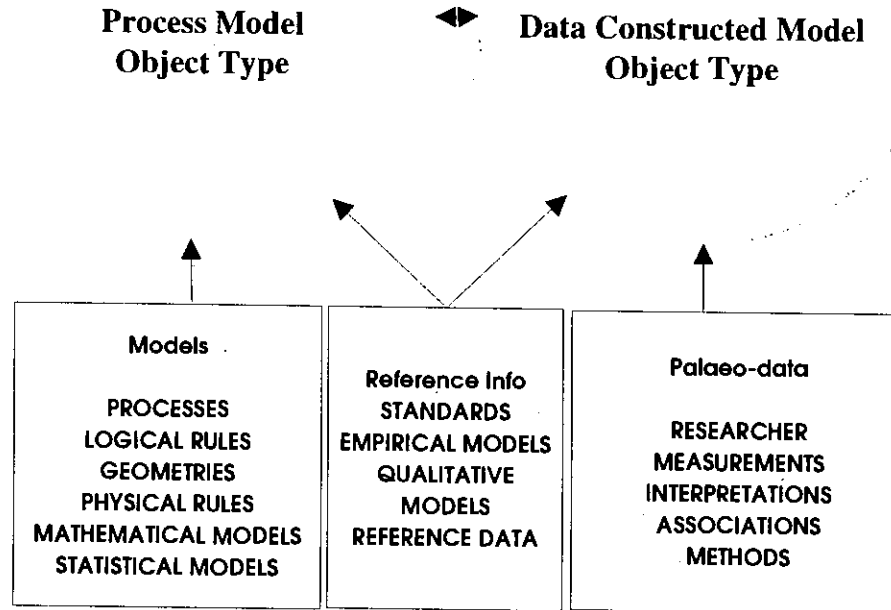 Process Model
Object Type
Data Constructed Model
Object Type
Models
PROCESSES
LOGICAL RULES
GEOMETRIES
PHYSICAL RULES
MATHEMATICAL MODELS
STATISTICAL MODELS
Reference Info
STANDARDS
EMPIRICAL MODELS
QUALITATIVE
MODELS
REFERENCE DATA
Palaeo-data
RESEARCHER
MEASUREMENTS
INTERPRETATIONS
ASSOCIATIONS
METHODS